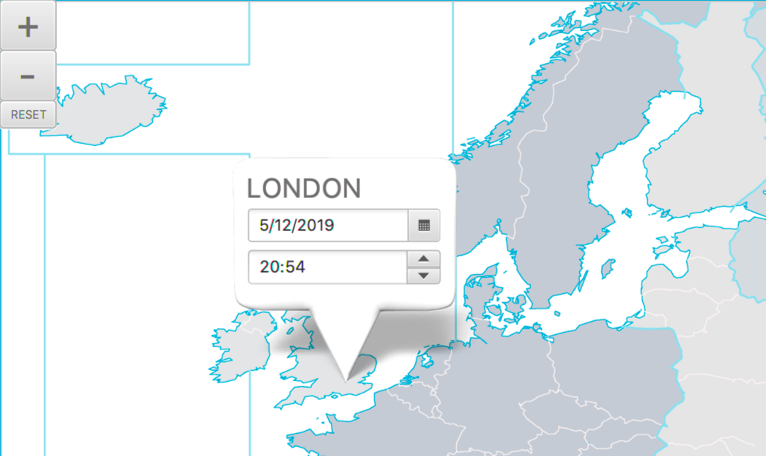 +
-
RESET
LONDON
5/12/2019
20:54